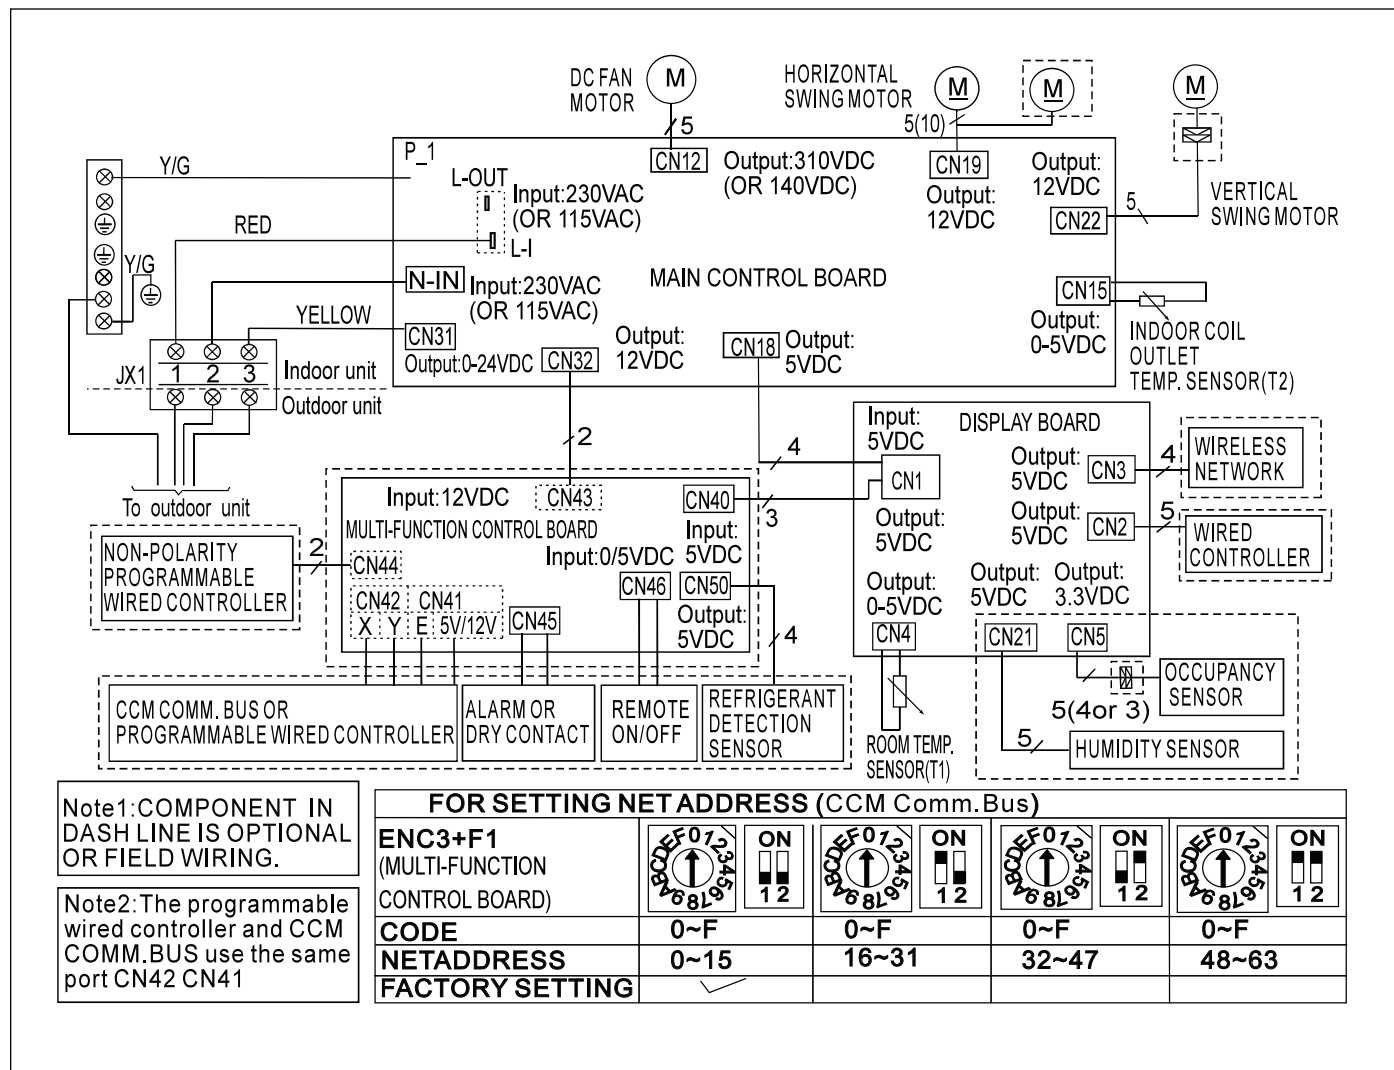 DC FAN
MOTOR
M
5
HORIZONTAL
SWING MOTOR
M
M
5(10)
M
VERTICAL
SWING MOTOR
5
P_1
CN12
Output:310VDC
(OR 140VDC)
CN19
Output:
12VDC
Output:
12VDC
CN22
Y/G
L-OUT
Input:230VAC
(OR 115VAC)
RED
L-I
Y/G
N-IN
Input:230VAC
(OR 115VAC)
MAIN CONTROL BOARD
CN15
Output:
0-5VDC
INDOOR COIL
OUTLET
TEMP. SENSOR(T2)
YELLOW
CN31
Output:0-24VDC
CN32
Output:
12VDC
CN18
Output:
5VDC
JX1
1 2 3
Indoor unit
Outdoor unit
To outdoor unit
2
4
3
Input:
5VDC
DISPLAY BOARD
CN1
Output:
5VDC
Output:
5VDC
CN3
4
WIRELESS
NETWORK
Output:
5VDC
CN2
5
WIRED
CONTROLLER
Output:
0-5VDC
CN4
Output:
5VDC
CN21
Output:
3.3VDC
CN5
OCCUPANCY
SENSOR
5(4or 3)
5
HUMIDITY SENSOR
ROOM TEMP.
SENSOR(T1)
Input:12VDC
CN43
CN40
Input:
5VDC
MULTI-FUNCTION CONTROL BOARD
Input:0/5VDC
NON-POLARITY
PROGRAMMABLE
WIRED CONTROLLER
2
CN44
CN42 CN41
X Y E 5V/12V
CN45
CN46
CN50
Output:
5VDC
4
CCM COMM. BUS OR
PROGRAMMABLE WIRED CONTROLLER
ALARM OR
DRY CONTACT
REMOTE
ON/OFF
REFRIGERANT
DETECTION
SENSOR
Note1:COMPONENT IN
DASH LINE IS OPTIONAL
OR FIELD WIRING.
Note2:The programmable
wired controller and CCM
COMM.BUS use the same
port CN42 CN41
FOR SETTING NET ADDRESS (CCM Comm.Bus)
ENC3+F1
(MULTI-FUNCTION
CONTROL BOARD)
0123456789ABCDEF
ON
1 2
0123456789ABCDEF
ON
1 2
0123456789ABCDEF
ON
1 2
0123456789ABCDEF
ON
1 2
CODE 0~F 0~F 0~F 0~F
NETADDRESS 0~15 16~31 32~47 48~63
FACTORY SETTING